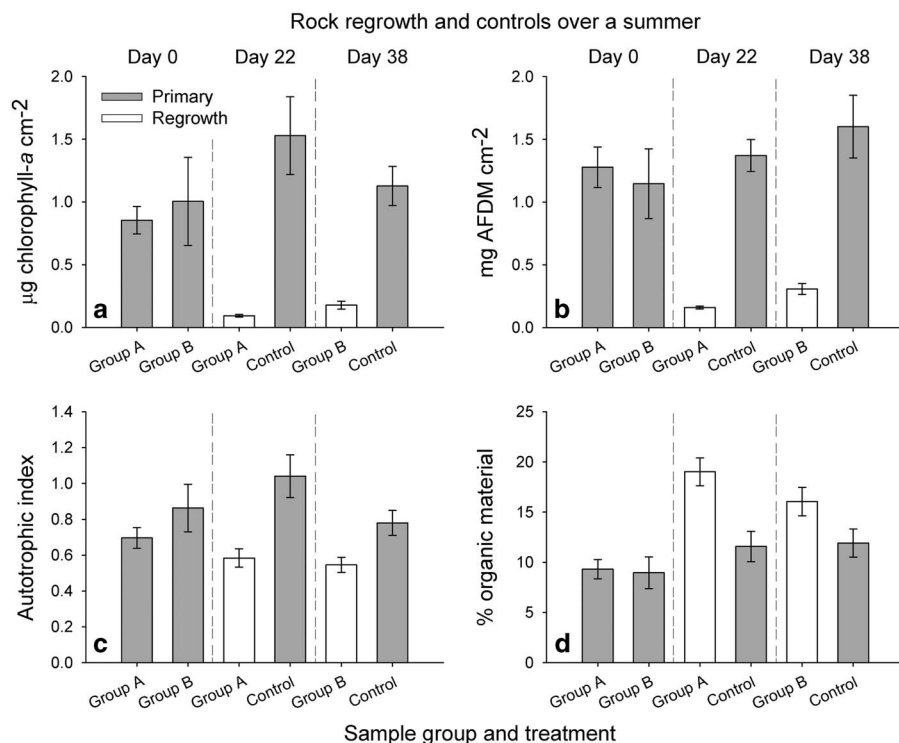 Rock regrowth and controls over a summer
Day 0 Day 22 Day 38
Day 0 Day 22 Day 38
µg chlorophyll-a cm-2
2.0
1.5
1.0
0.5
0.0
Primary
Regrowth
a
Group A Group B Group A Control Group B Control
mg AFDM cm-2
2.0
1.5
1.0
0.5
0.0
b
Group A Group B Group A Control Group B Control
Autotrophic index
1.4
1.2
1.0
0.8
0.6
0.4
0.2
0.0
c
Group A Group B Group A Control Group B Control
% organic material
25
20
15
10
5
0
d
Group A Group B Group A Control Group B Control
Sample group and treatment